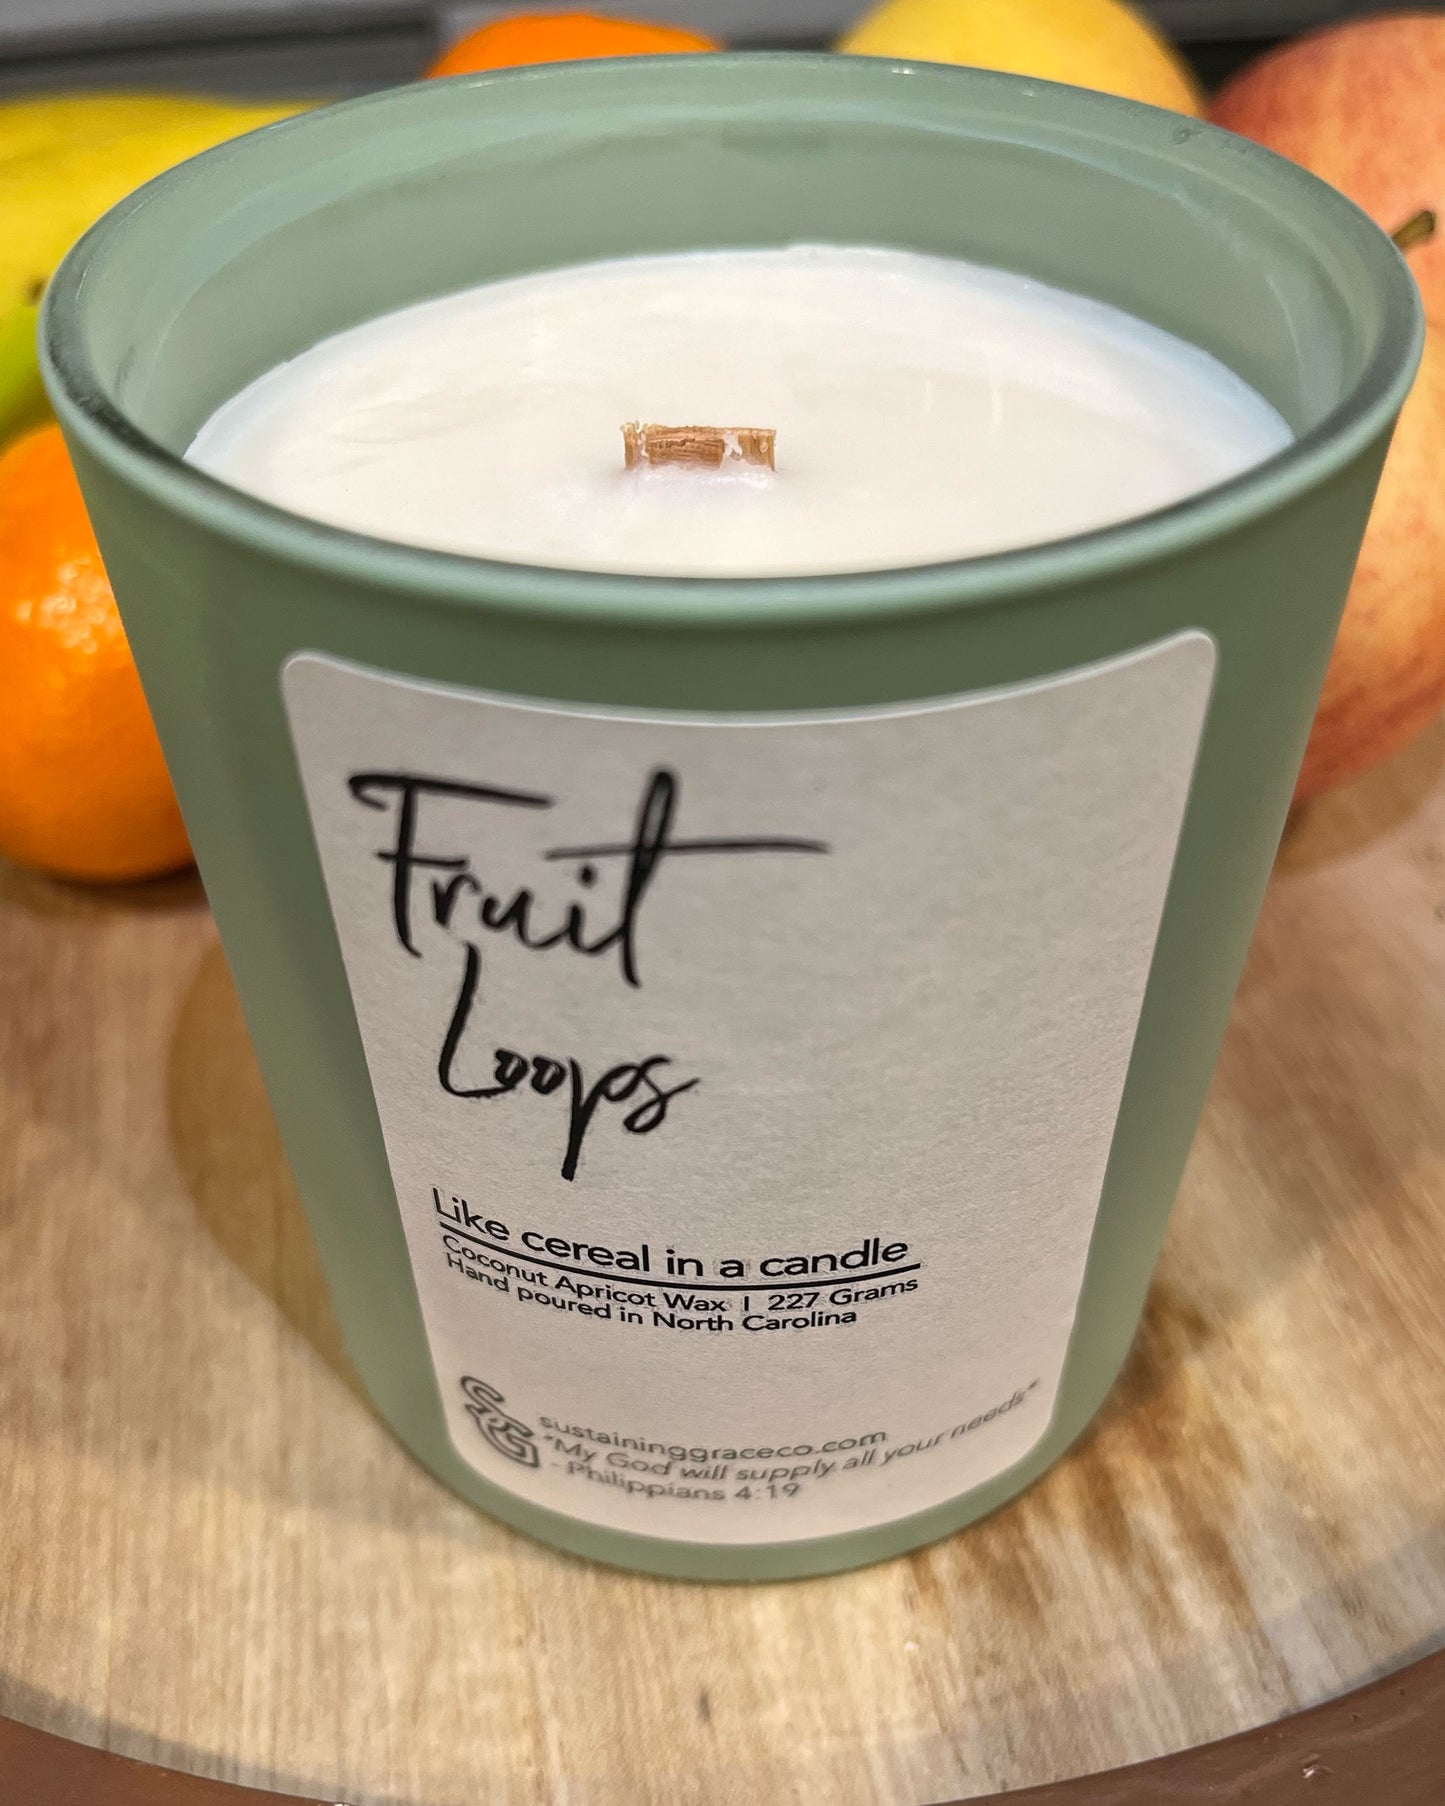 Fruit
Loops
Like cereal in a candle
Coconut Apricot Wax | 227 Grams
Hand poured in North Carolina
SG
sustaininggraceco.com
"My God will supply all your needs"
- Philippians 4:19